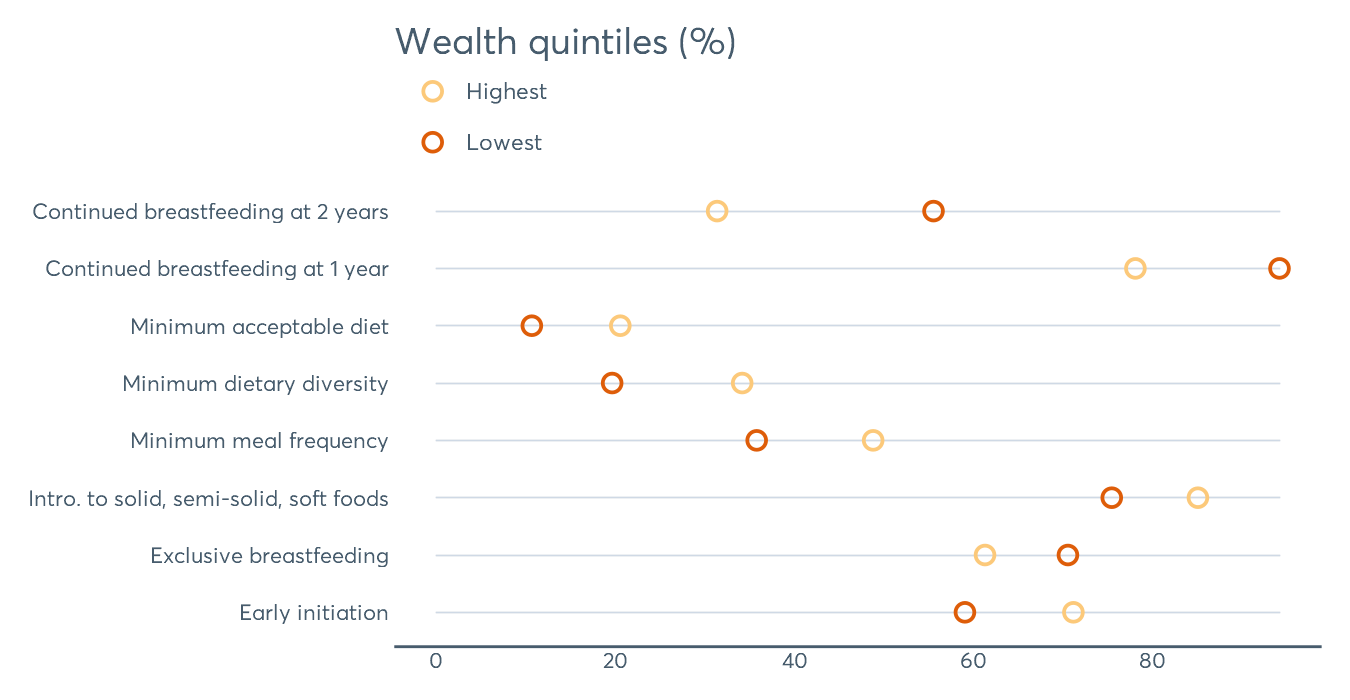 Wealth quintiles (%)
Highest
Lowest
Continued breastfeeding at 2 years
Continued breastfeeding at 1 year
Minimum acceptable diet
Minimum dietary diversity
Minimum meal frequency
Intro. to solid, semi-solid, soft foods
Exclusive breastfeeding
Early initiation
0 20 40 60 80